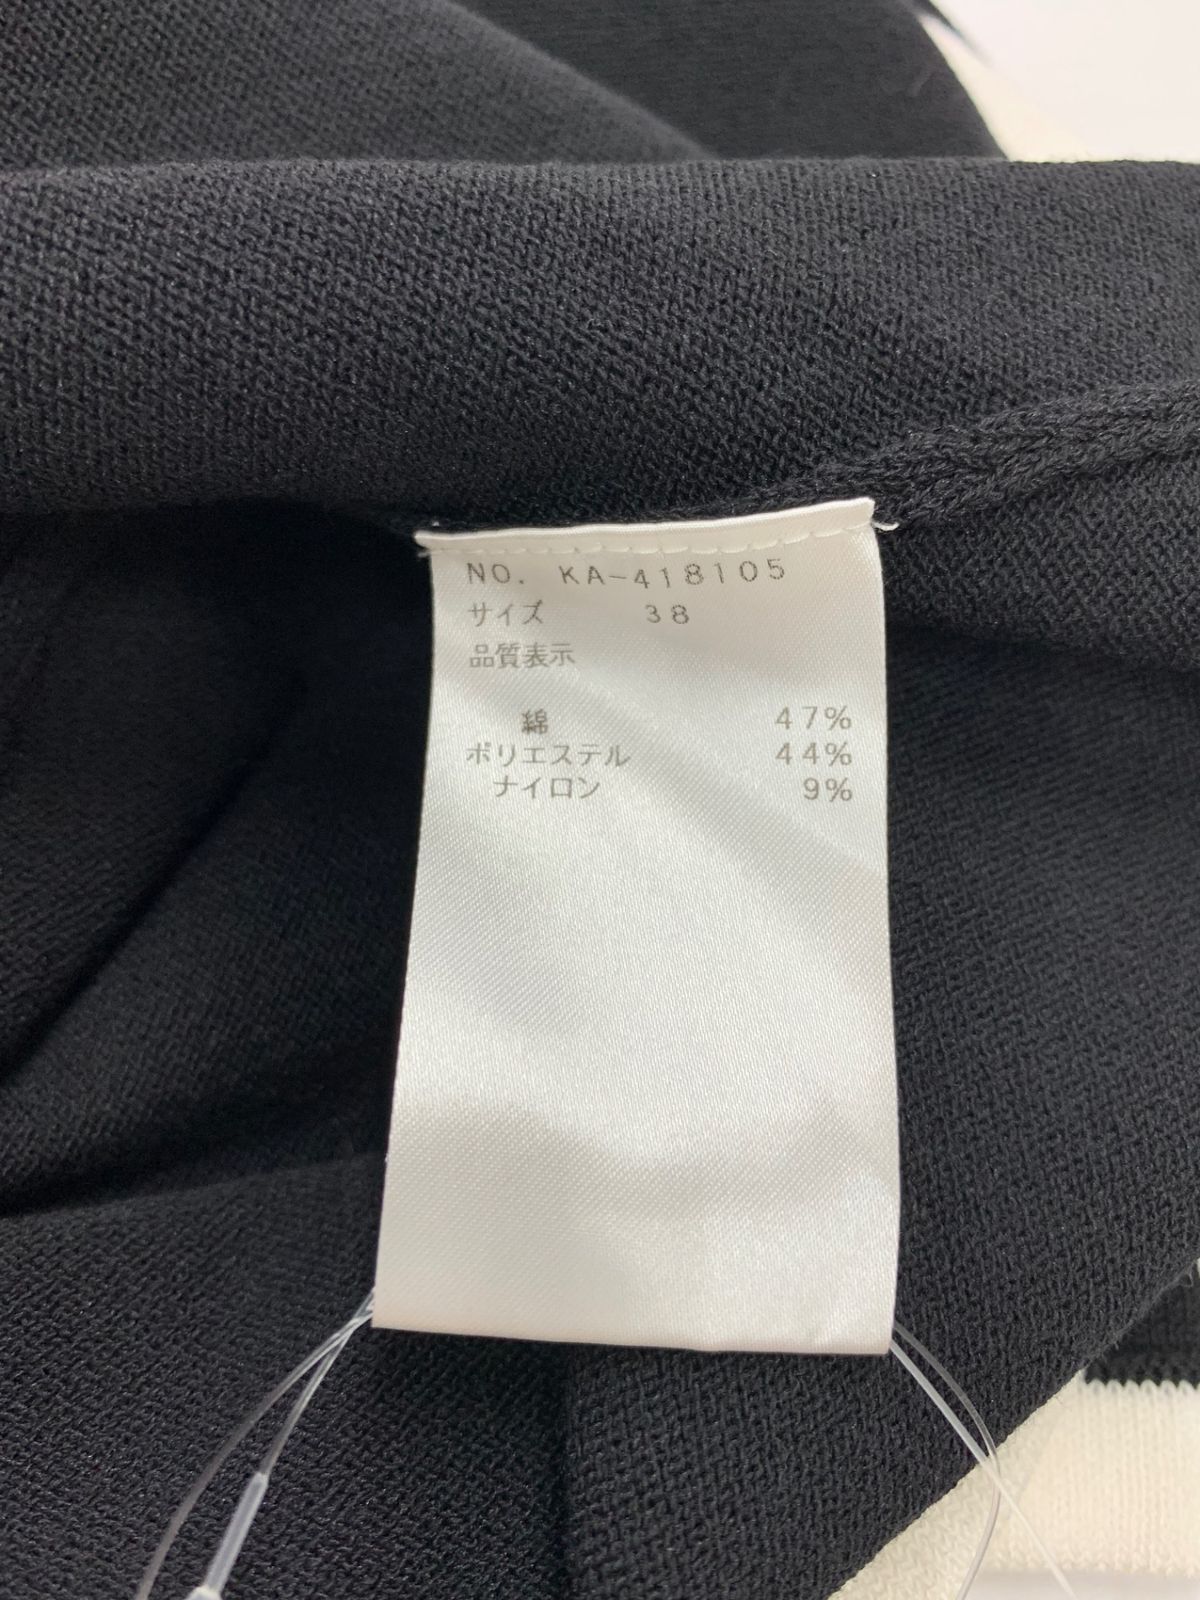 NO. KA-418105
サイズ 38
品質表示
綿 47%
ポリエステル 44%
ナイロン 9%